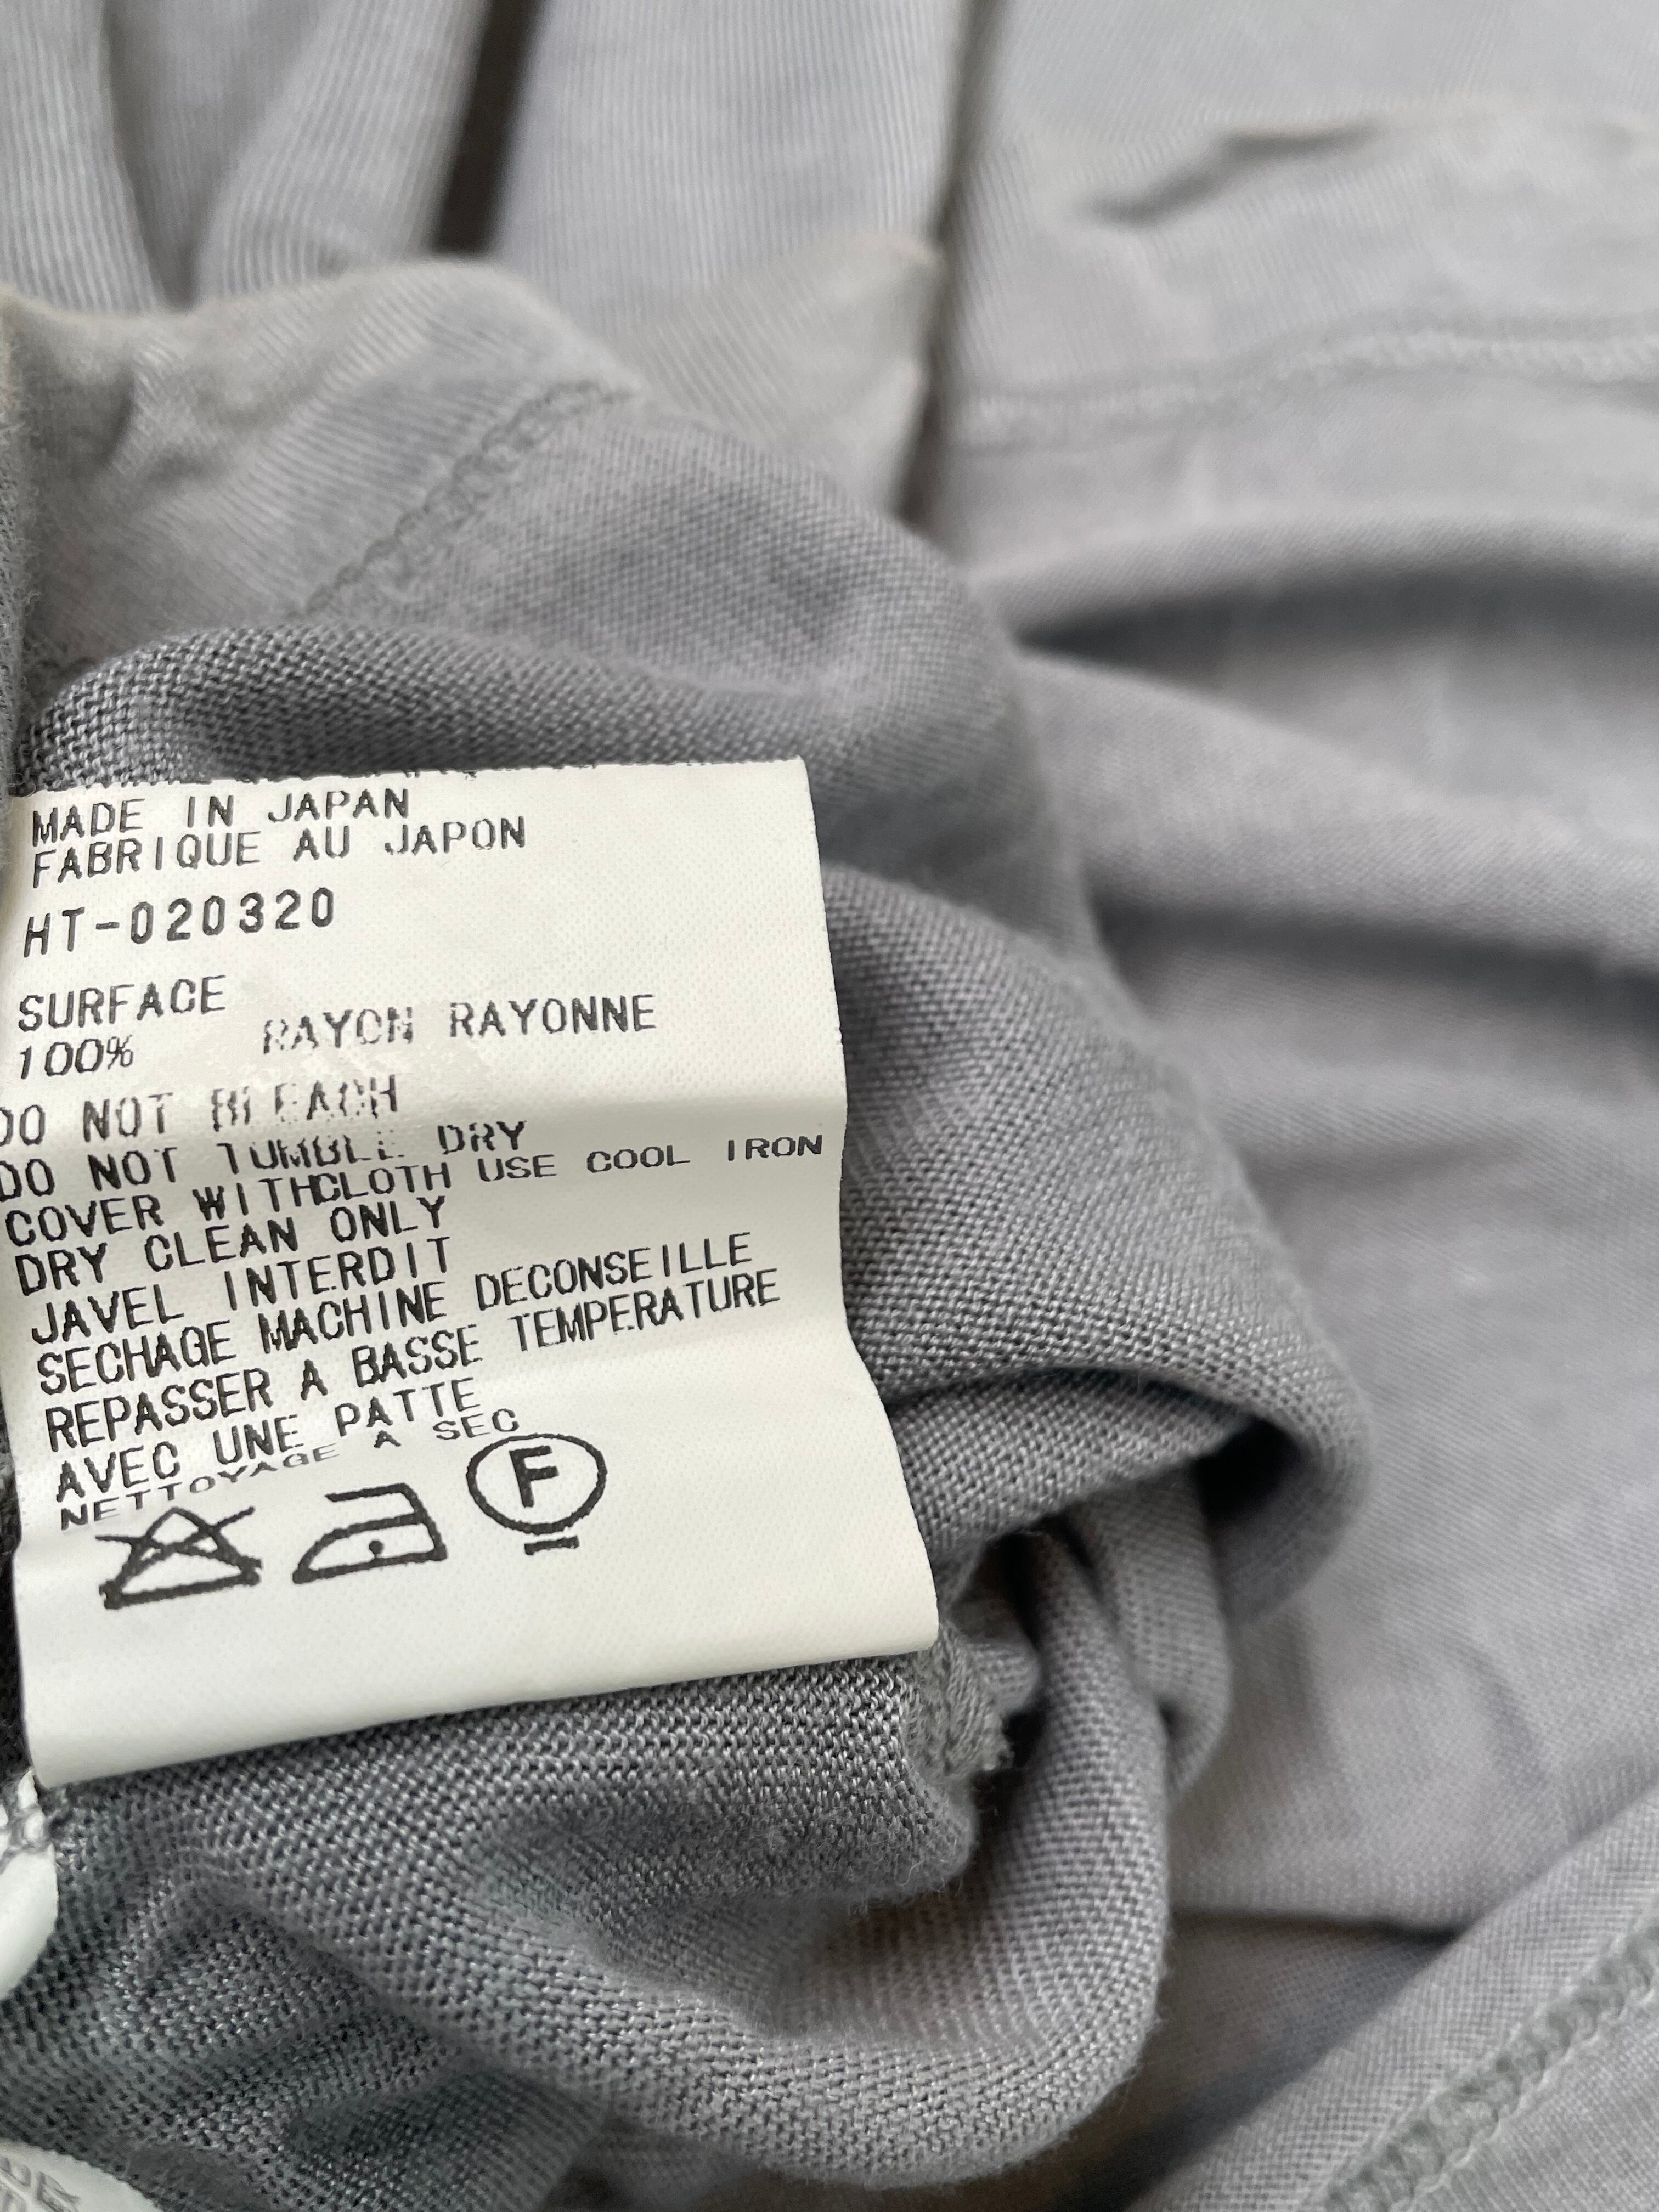 MADE IN JAPAN
FABRIQUE AU JAPON
HT-020320
SURFACE
100% RAYON RAYONNE
DO NOT BLEACH
DO NOT TUMBLE DRY
COVER WITHCLOTH USE COOL IRON
DRY CLEAN ONLY
JAVEL INTERDIT
SECHAGE MACHINE DECONSEILLE
REPASSER A BASSE TEMPERATURE
AVEC UNE PATTE
NETTOYAGE A SEC
F